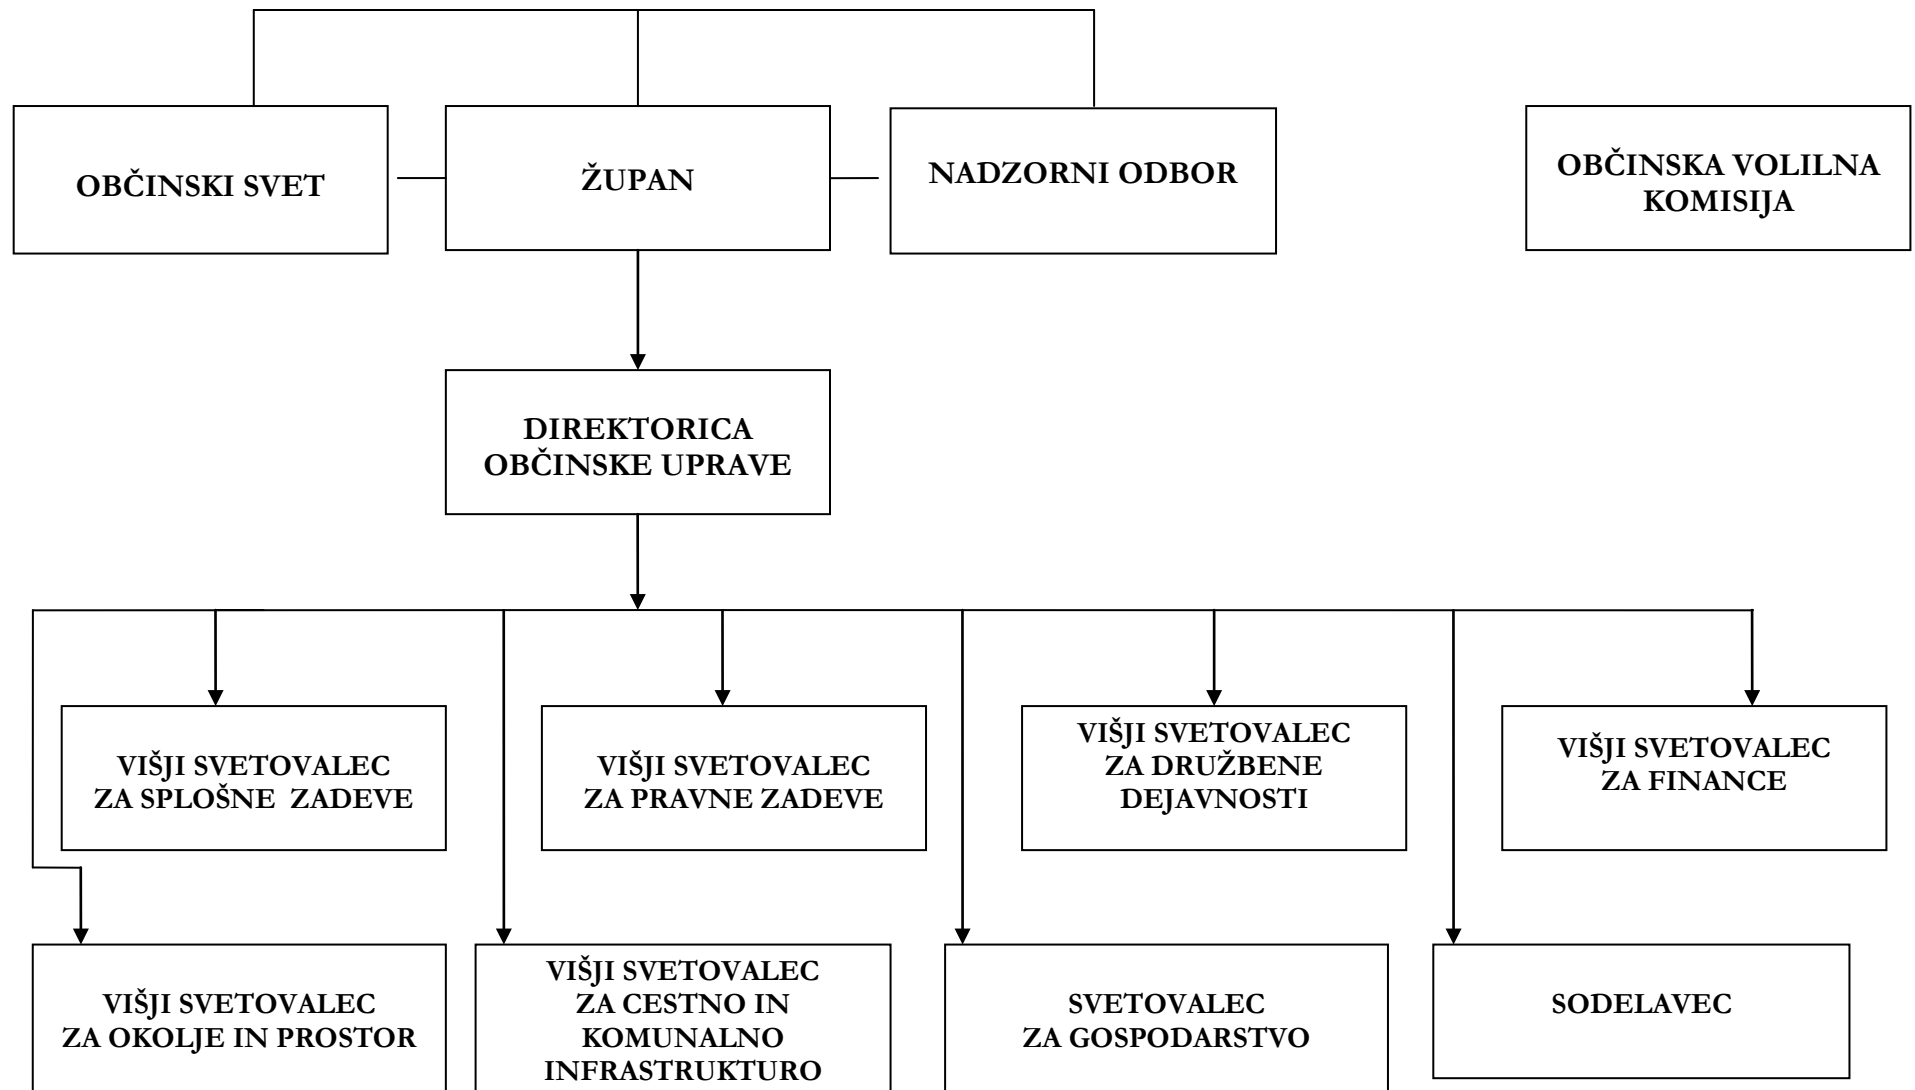 OBČINSKI SVET
ŽUPAN
NADZORNI ODBOR
OBČINSKA VOLILNA
KOMISIJA
DIREKTORICA
OBČINSKE UPRAVE
VIŠJI SVETOVALEC
ZA SPLOŠNE ZADEVE
VIŠJI SVETOVALEC
ZA PRAVNE ZADEVE
VIŠJI SVETOVALEC
ZA DRUŽBENE
DEJAVNOSTI
VIŠJI SVETOVALEC
ZA FINANCE
VIŠJI SVETOVALEC
ZA OKOLJE IN PROSTOR
VIŠJI SVETOVALEC
ZA CESTNO IN
KOMUNALNO
INFRASTRUKTURO
SVETOVALEC
ZA GOSPODARSTVO
SODELAVEC